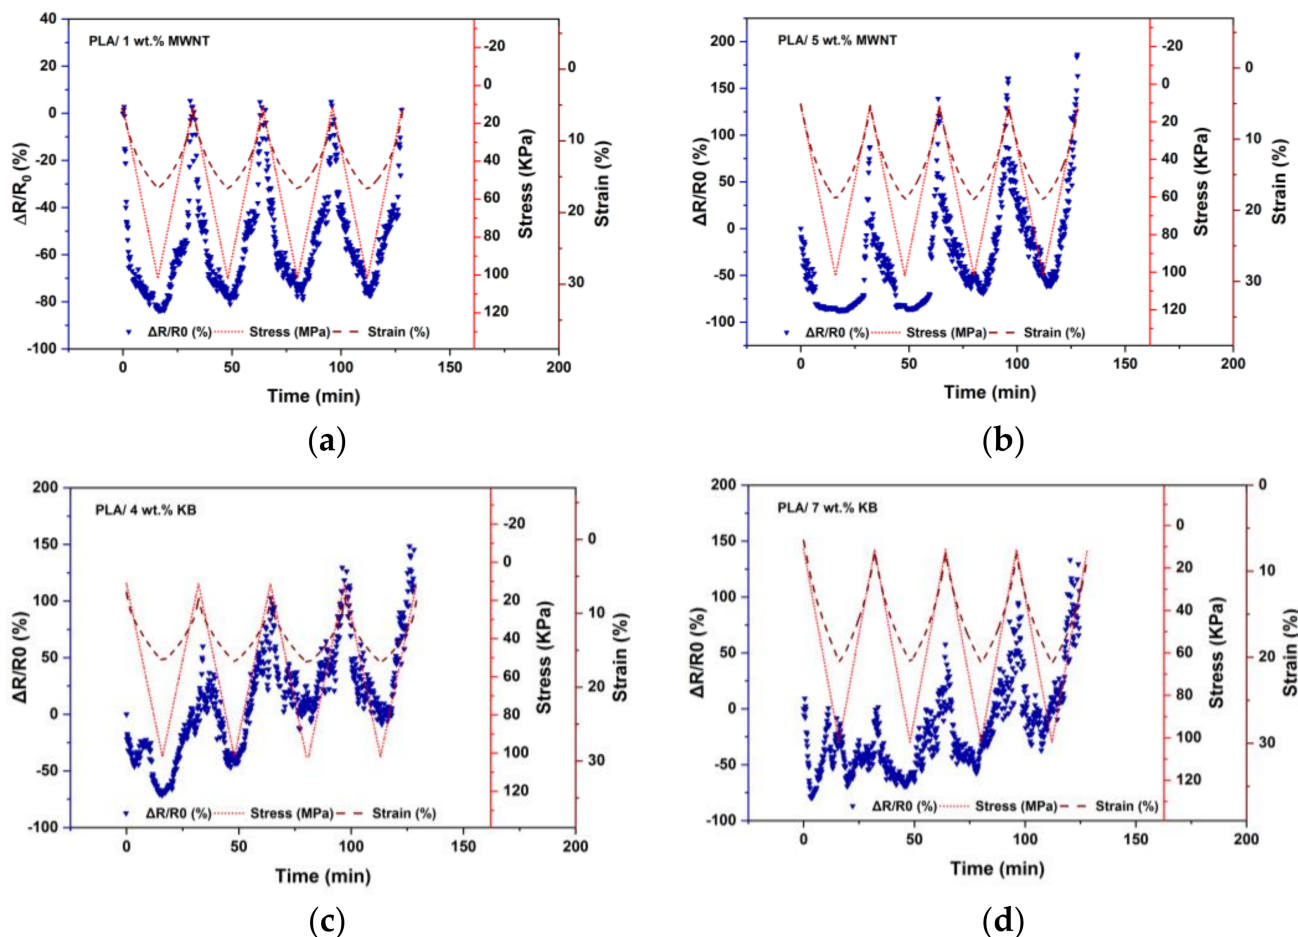 PLA/ 1 wt.% MWNT
40
20
0
-20
-40
-60
-80
-100
ΔR/R0 (%)
-20
0
20
40
60
80
100
120
Stress (KPa)
0
10
20
30
Strain (%)
ΔR/R0 (%) Stress (MPa) Strain (%)
0 50 100 150 200
Time (min)
(a)
PLA/ 5 wt.% MWNT
200
150
100
50
0
-50
-100
ΔR/R0 (%)
-20
0
20
40
60
80
100
120
Stress (KPa)
0
10
20
30
Strain (%)
ΔR/R0 (%) Stress (MPa) Strain (%)
0 50 100 150 200
Time (min)
(b)
PLA/ 4 wt.% KB
200
150
100
50
0
-50
-100
ΔR/R0 (%)
-20
0
20
40
60
80
100
120
Stress (KPa)
0
10
20
30
Strain (%)
ΔR/R0 (%) Stress (MPa) Strain (%)
0 50 100 150 200
Time (min)
(c)
PLA/ 7 wt.% KB
200
150
100
50
0
-50
-100
ΔR/R0 (%)
0
20
40
60
80
100
120
Stress (KPa)
0
10
20
30
Strain (%)
ΔR/R0 (%) Stress (MPa) Strain (%)
0 50 100 150 200
Time (min)
(d)